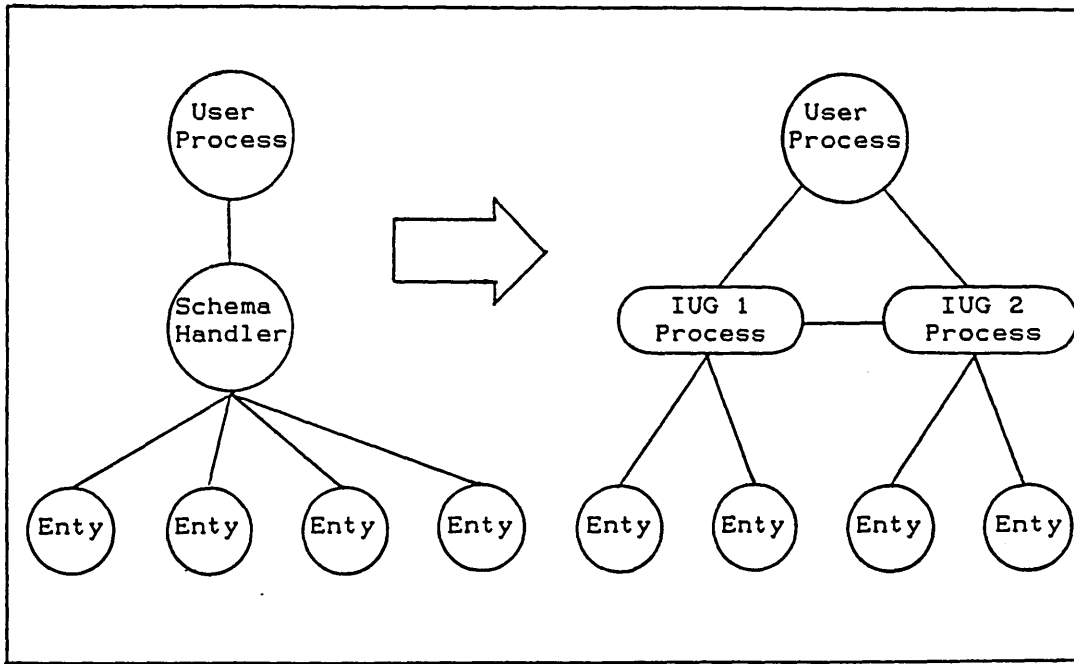 User
Process
Schema
Handler
Enty
Enty
Enty
Enty
User
Process
IUG 1
Process
IUG 2
Process
Enty
Enty
Enty
Enty